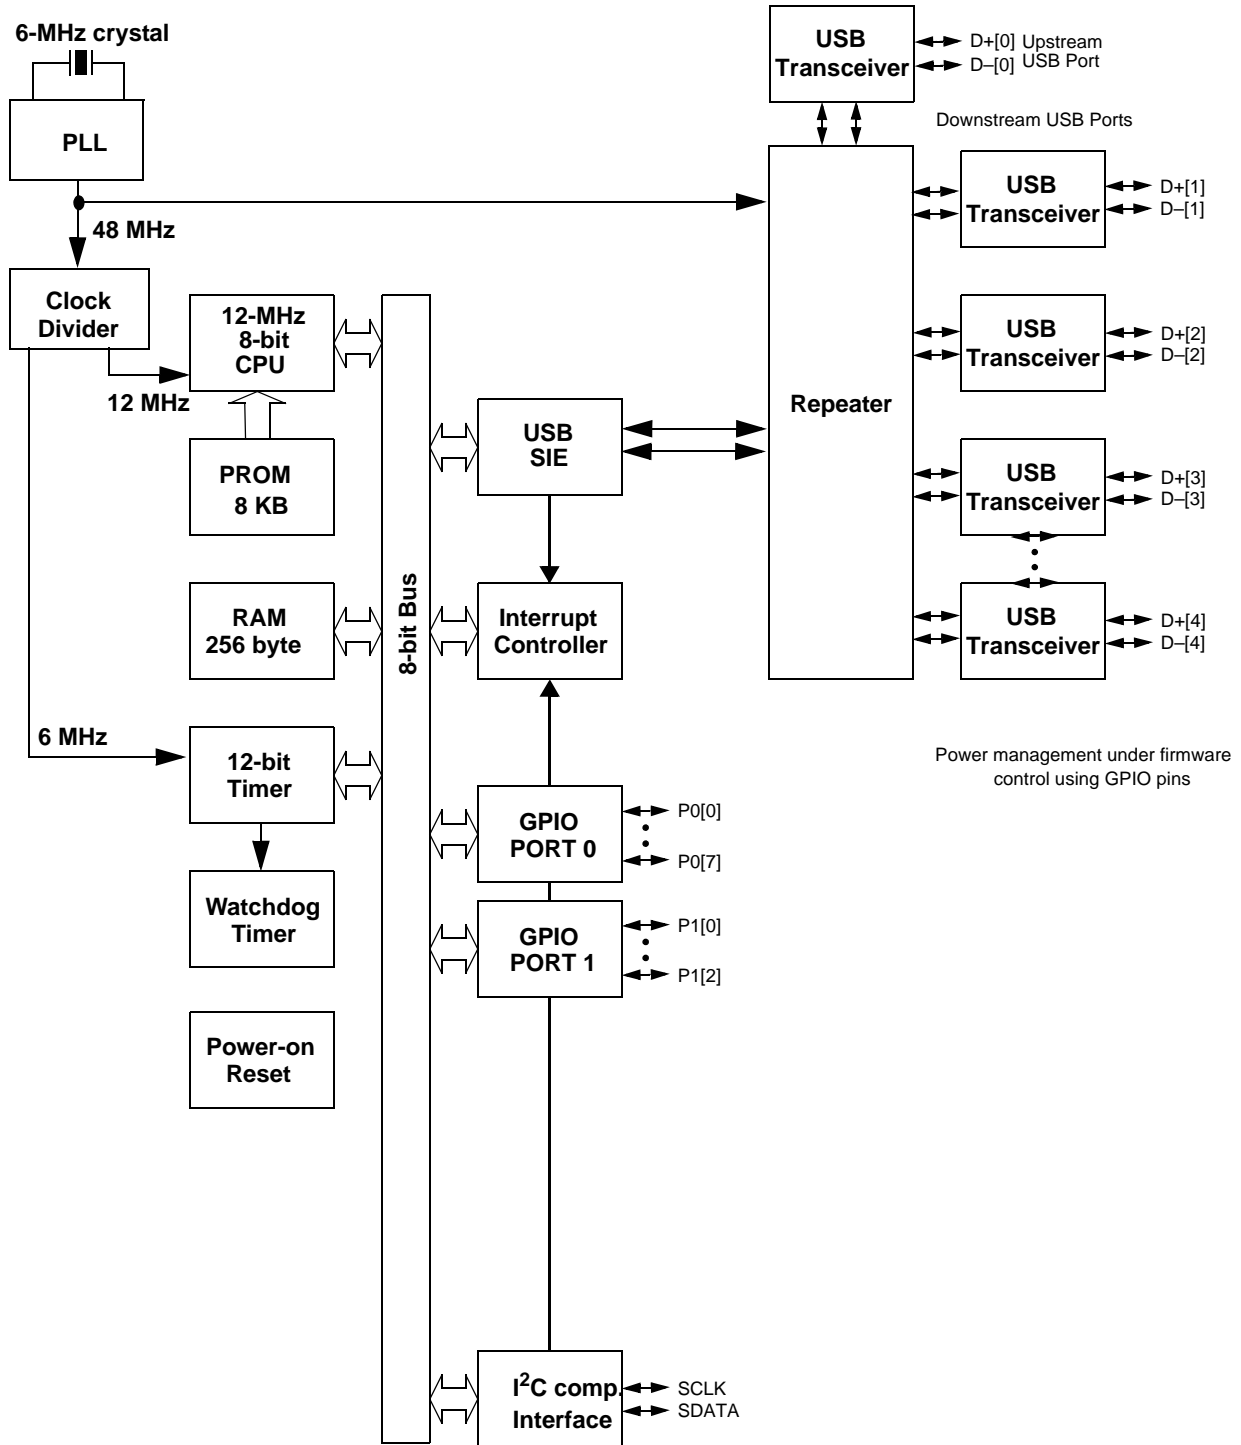 6-MHz crystal
PLL
48 MHz
Clock
Divider
12 MHz
6 MHz
12-MHz
8-bit
CPU
PROM
8 KB
RAM
256 byte
12-bit
Timer
Watchdog
Timer
Power-on
Reset
8-bit Bus
USB
SIE
Interrupt
Controller
GPIO
PORT 0
P0[0]
P0[7]
GPIO
PORT 1
P1[0]
P1[2]
I²C comp.
Interface
SCLK
SDATA
Repeater
USB
Transceiver
D+[0] Upstream
D–[0] USB Port
Downstream USB Ports
USB
Transceiver
D+[1]
D–[1]
USB
Transceiver
D+[2]
D–[2]
USB
Transceiver
D+[3]
D–[3]
USB
Transceiver
D+[4]
D–[4]
Power management under firmware
control using GPIO pins